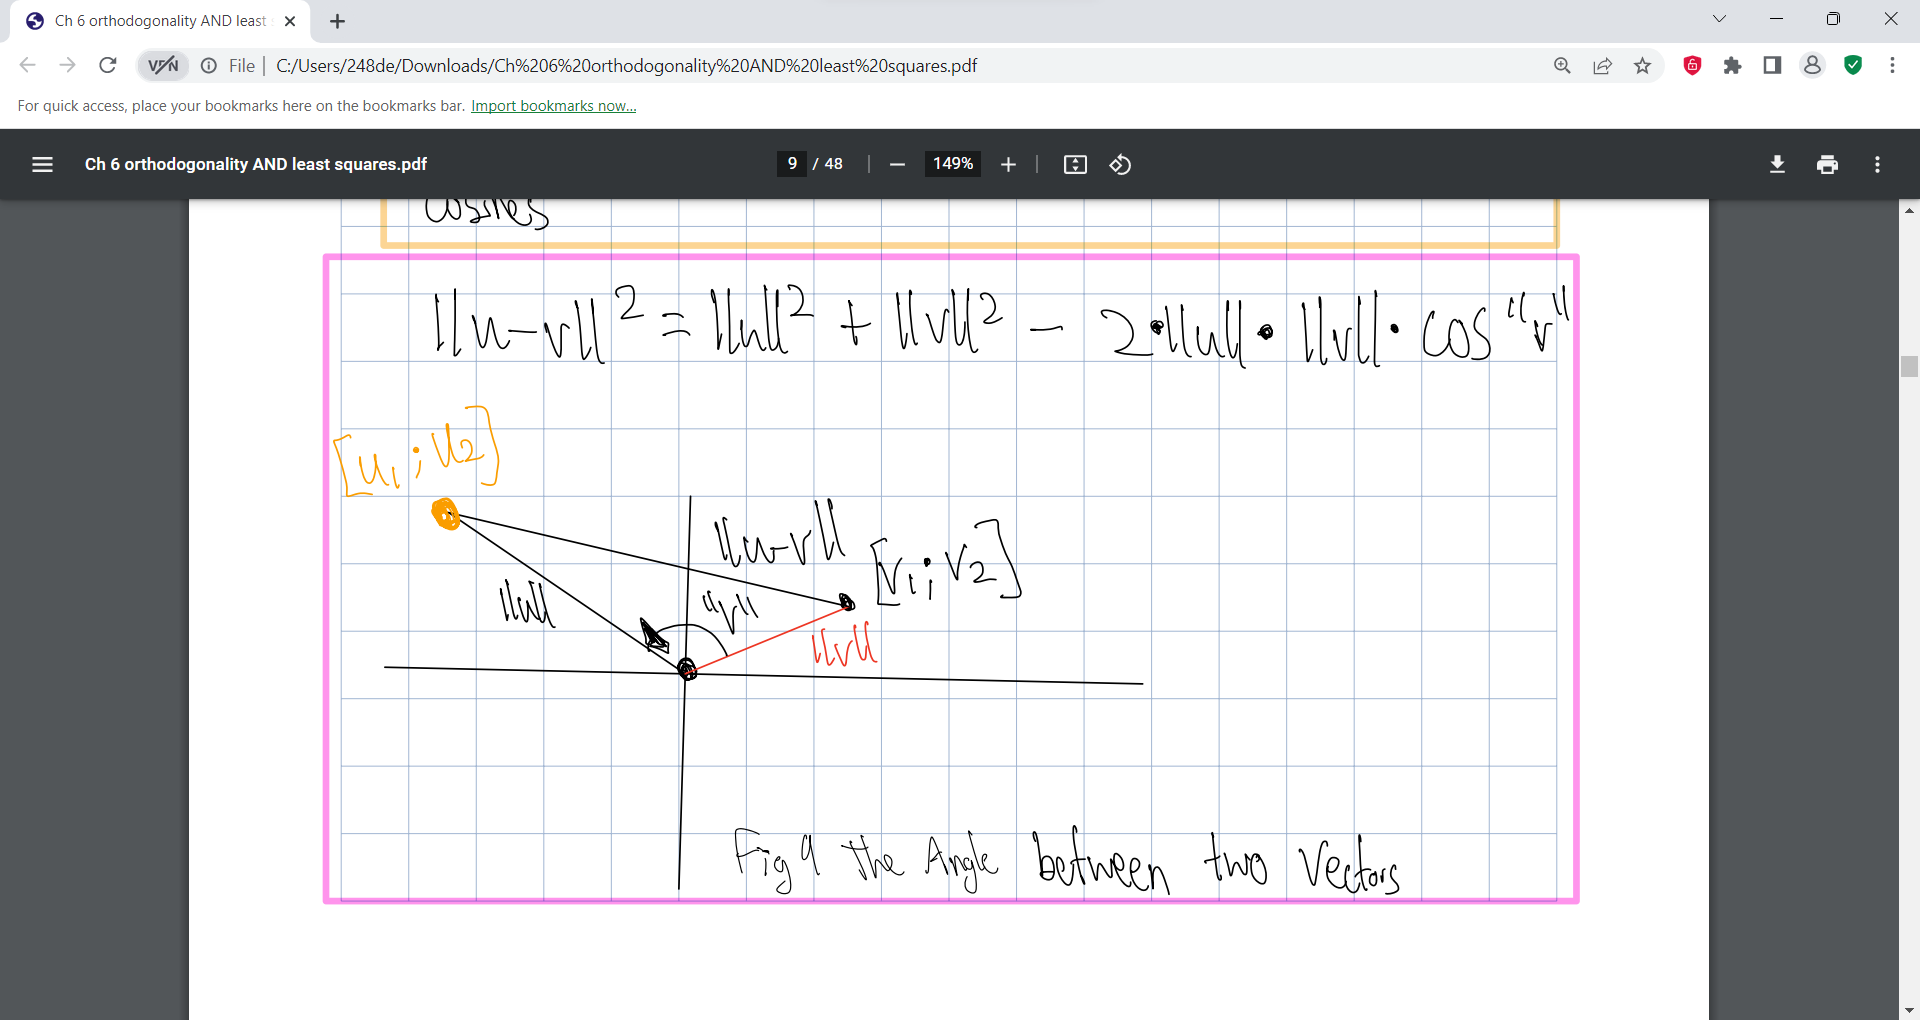 Ch 6 orthodogonality AND least
VPN File C:/Users/248de/Downloads/Ch%206%20orthodogonality%20AND%20least%20squares.pdf
For quick access, place your bookmarks here on the bookmarks bar. Import bookmarks now...
Ch 6 orthodogonality AND least squares.pdf 9 / 48 149%
cosines
||u-v||² = ||u||² + ||v||² - 2·||u||·||v||·cos "v"
[u₁;u₂]
||u-v||
[v₁;v₂]
||u||
"v"
||v||
Fig 9 the Angle between two Vectors